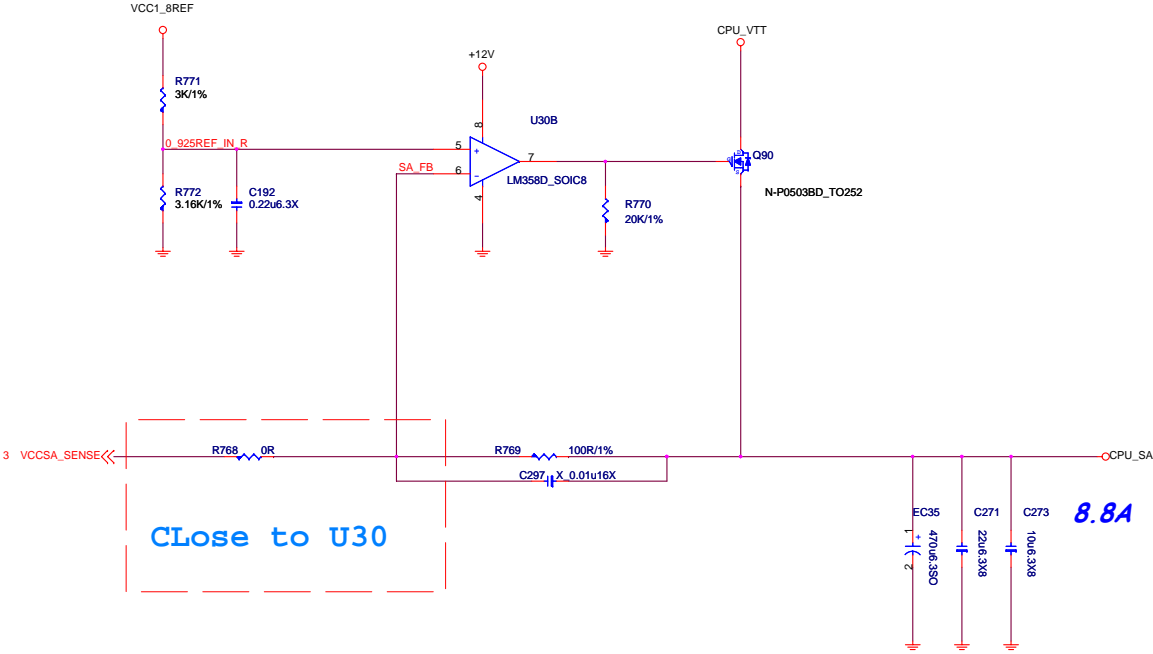 VCC1_8REF
CPU_VTT
+12V
R771
3K/1%
U30B
8
0_925REF_IN_R
5
+
7
Q90
SA_FB
6
-
LM358D_SOIC8
R772
3.16K/1%
C192
0.22u6.3X
4
R770
20K/1%
N-P0503BD_TO252
3 VCCSA_SENSE
R768
0R
R769
100R/1%
CPU_SA
C297
X_0.01u16X
CLose to U30
EC35
C271
C273
8.8A
1
+
2
470u6.3SO
22u6.3X8
10u6.3X8